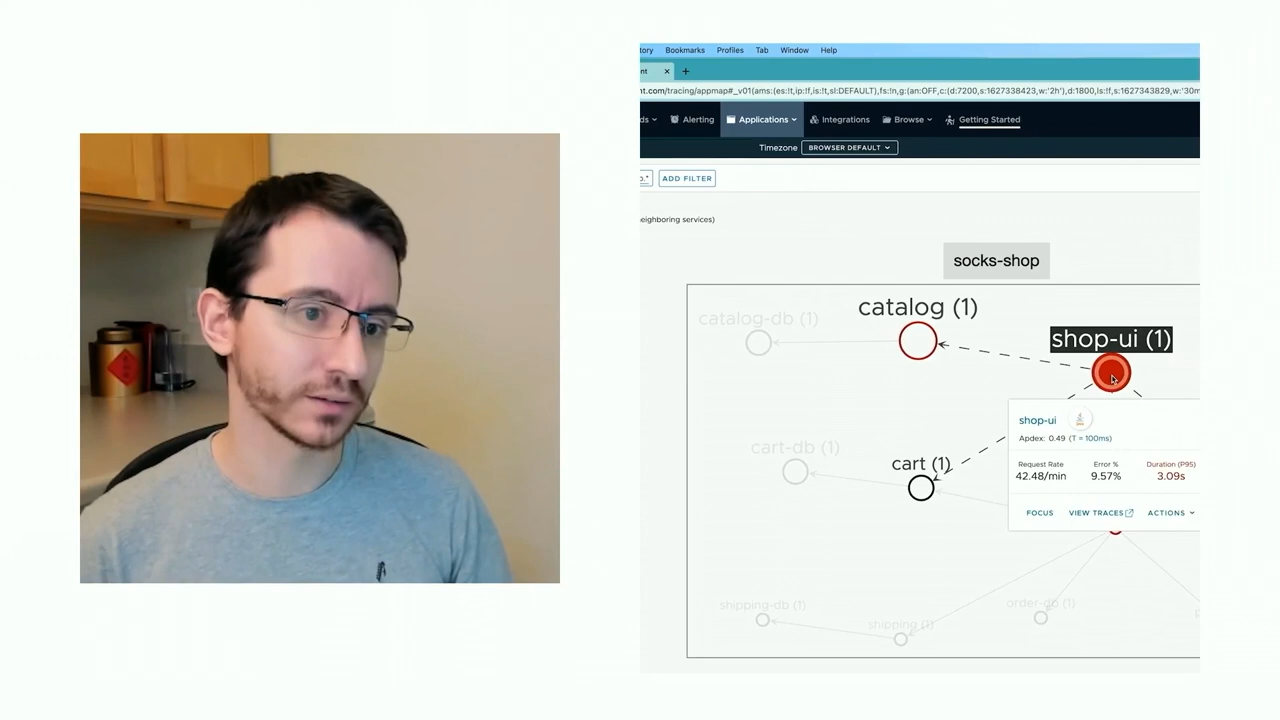 tory Bookmarks Profiles Tab Window Help
nt
nt.com/tracing/appmap#_v01(ams:(es:!t,ip:!f,is:!t,sl:DEFAULT),fs:!n,g:(an:OFF,c:(d:7200,s:1627338423,w:'2h'),d:1800,ls:!f,s:1627343829,w:'30m
ds Alerting Applications Integrations Browse Getting Started
Timezone BROWSER DEFAULT
o.* ADD FILTER
eighboring services)
socks-shop
catalog (1)
catalog-db (1)
shop-ui (1)
shop-ui
Apdex: 0.49 (T = 100ms)
Request Rate Error % Duration (P95)
42.48/min 9.57% 3.09s
FOCUS VIEW TRACES ACTIONS
cart-db (1)
cart (1)
shipping-db (1)
order-db (1)
shipping (1)